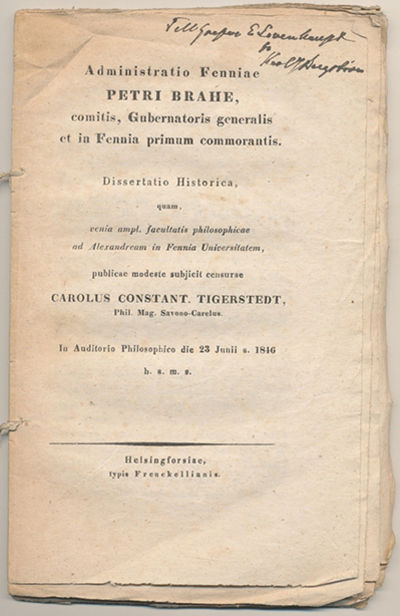 Till E Lewenhaupt
Administratio Fenniae
PETRI BRAHE,
comitis, Gubernatoris generalis
et in Fennia primum commorantis.
Dissertatio Historica,
quam,
venia ampl. facultatis philosophicae
ad Alexandream in Fennia Universitatem,
publicae modeste subjicit censurae
CAROLUS CONSTANT. TIGERSTEDT,
Phil. Mag. Savono-Carelus.
In Auditorio Philosophico die 23 Junii a. 1846
h. a. m. s.
Helsingforsiae,
typis Frenckellianis.